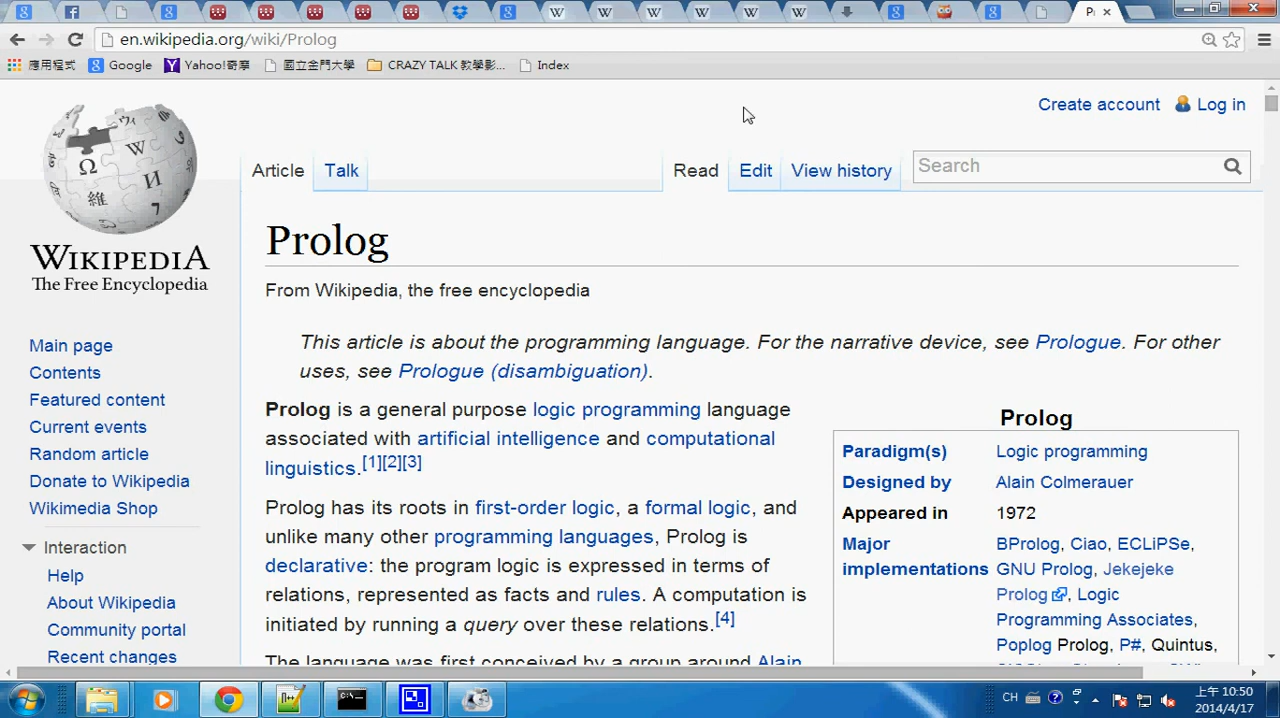 P
en.wikipedia.org/wiki/Prolog
應用程式 Google Yahoo!奇摩 國立金門大學 CRAZY TALK 教學影... Index
Create account Log in
Article Talk Read Edit View history Search
WIKIPEDIA
The Free Encyclopedia
Main page
Contents
Featured content
Current events
Random article
Donate to Wikipedia
Wikimedia Shop
Interaction
Help
About Wikipedia
Community portal
Recent changes
Prolog
From Wikipedia, the free encyclopedia
This article is about the programming language. For the narrative device, see Prologue. For other
uses, see Prologue (disambiguation).
Prolog is a general purpose logic programming language
associated with artificial intelligence and computational
linguistics.[1][2][3]
Prolog has its roots in first-order logic, a formal logic, and
unlike many other programming languages, Prolog is
declarative: the program logic is expressed in terms of
relations, represented as facts and rules. A computation is
initiated by running a query over these relations.[4]
The language was first conceived by a group around Alain
Prolog
Paradigm(s) Logic programming
Designed by Alain Colmerauer
Appeared in 1972
Major BProlog, Ciao, ECLiPSe,
implementations GNU Prolog, Jekejeke
Prolog, Logic
Programming Associates,
Poplog Prolog, P#, Quintus,
CH 上午 10:50
2014/4/17